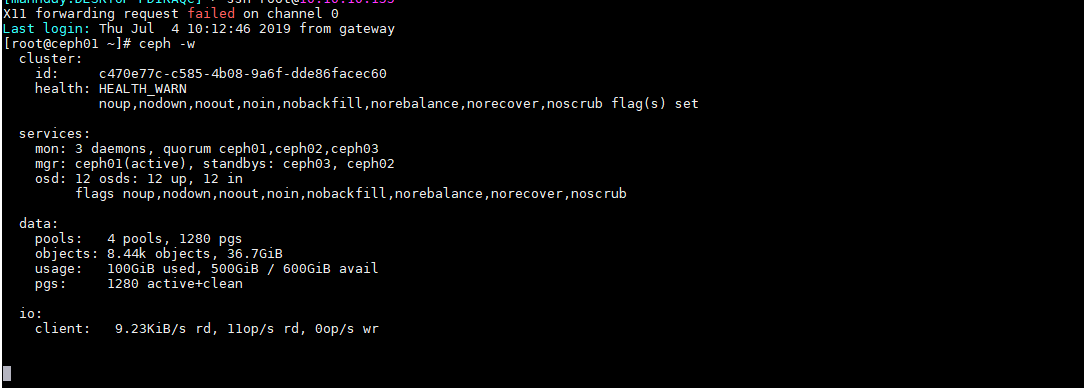 X11 forwarding request failed on channel 0
Last login: Thu Jul  4 10:12:46 2019 from gateway
[root@ceph01 ~]# ceph -w
  cluster:
    id:     c470e77c-c585-4b08-9a6f-dde86facec60
    health: HEALTH_WARN
            noup,nodown,noout,noin,nobackfill,norebalance,norecover,noscrub flag(s) set
  services:
    mon: 3 daemons, quorum ceph01,ceph02,ceph03
    mgr: ceph01(active), standbys: ceph03, ceph02
    osd: 12 osds: 12 up, 12 in
         flags noup,nodown,noout,noin,nobackfill,norebalance,norecover,noscrub
  data:
    pools:   4 pools, 1280 pgs
    objects: 8.44k objects, 36.7GiB
    usage:   100GiB used, 500GiB / 600GiB avail
    pgs:     1280 active+clean
  io:
    client:   9.23KiB/s rd, 11op/s rd, 0op/s wr